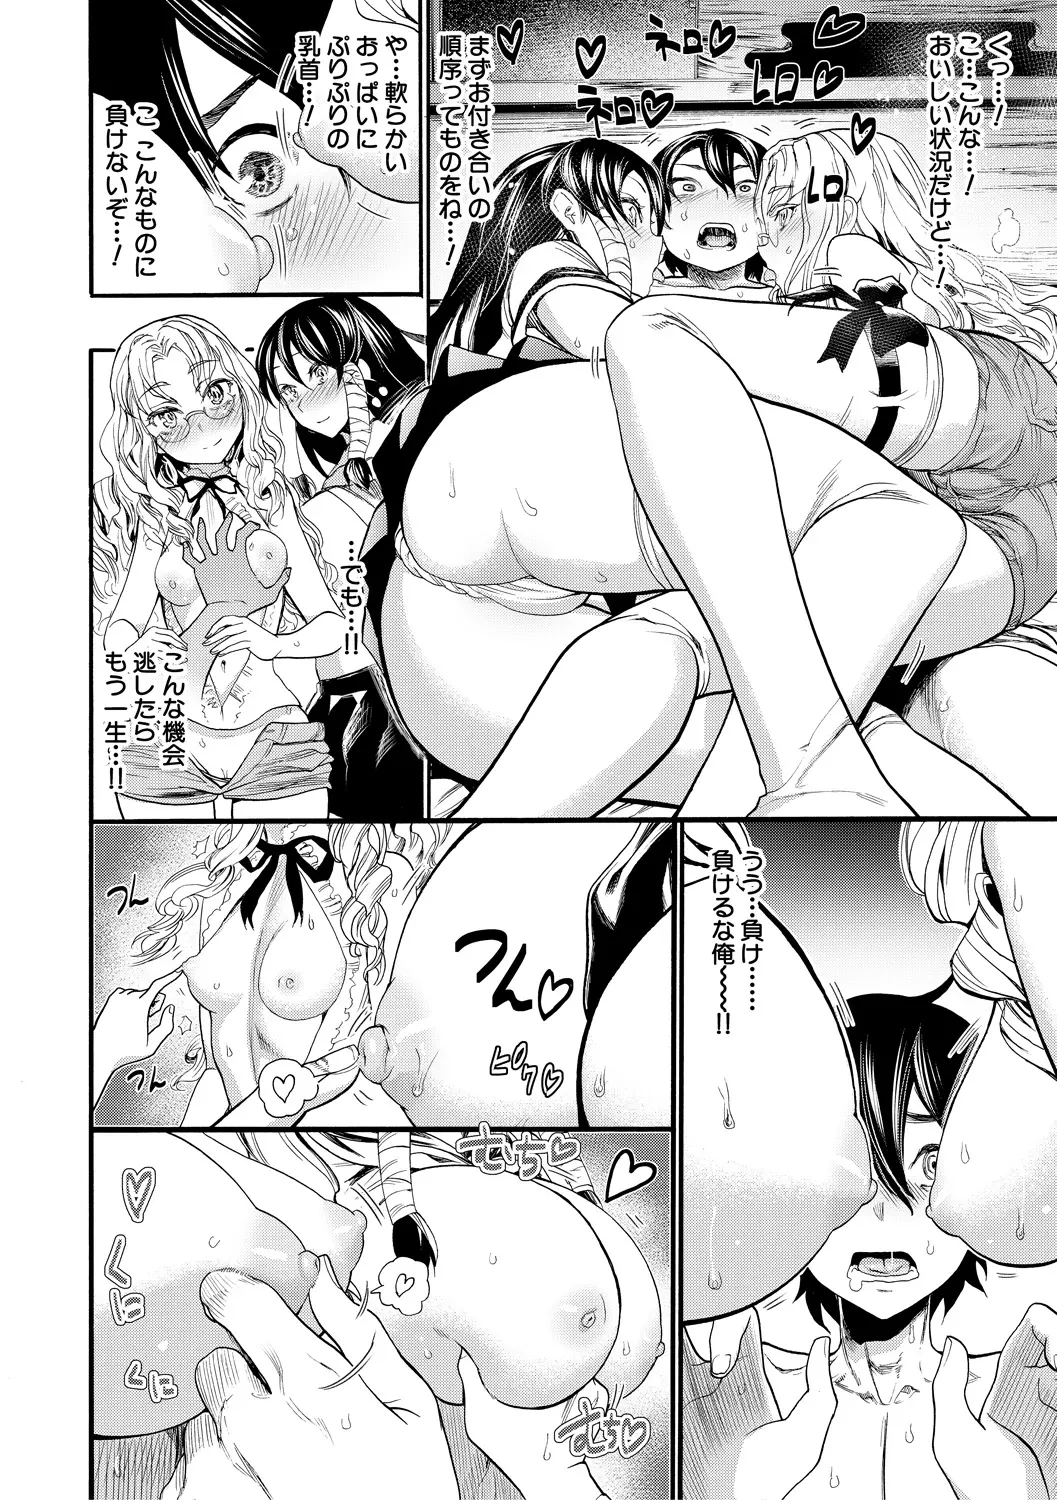 くっ…！
こ…こんな…！
おいしい状況だけど…！
ネロ♡
レロ♡
ネロ♡
レロ
まずお付き合いの
順序ってものをね
…！
や…軟らかい
おっぱいに
ぷりぷりの
乳首…！
こ こんなものに
負けないぞ…！
…でも…!!
こんな機会
逃したら
もう一生…!!
うう…負け……
負けるな俺〜〜〜!!
つん♡
つん
つん
ピク♡
むち♡
むち♡
くに
くに